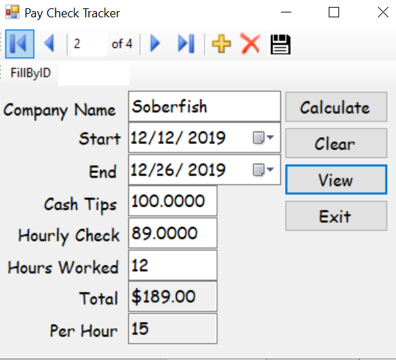 Pay Check Tracker
2 of 4
FillByID
Company Name Soberfish Calculate
Start 12/12/ 2019 Clear
End 12/26/ 2019 View
Cash Tips 100.0000 Exit
Hourly Check 89.0000
Hours Worked 12
Total $189.00
Per Hour 15